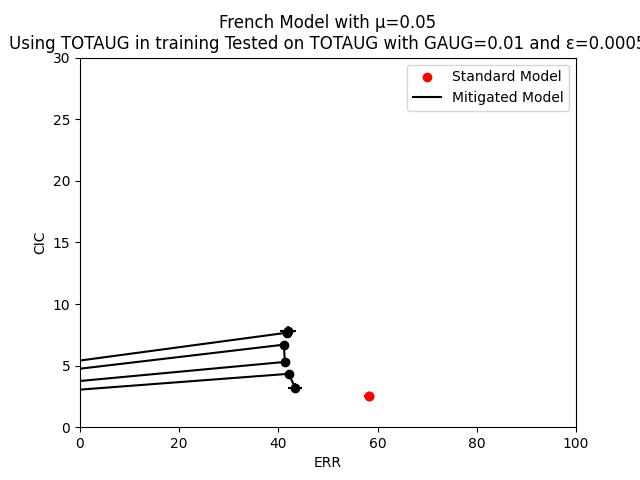 French Model with μ=0.05
Using TOTAUG in training Tested on TOTAUG with GAUG=0.01 and ε=0.0005
Standard Model
Mitigated Model
30
25
20
15
10
5
0
CIC
0 20 40 60 80 100
ERR